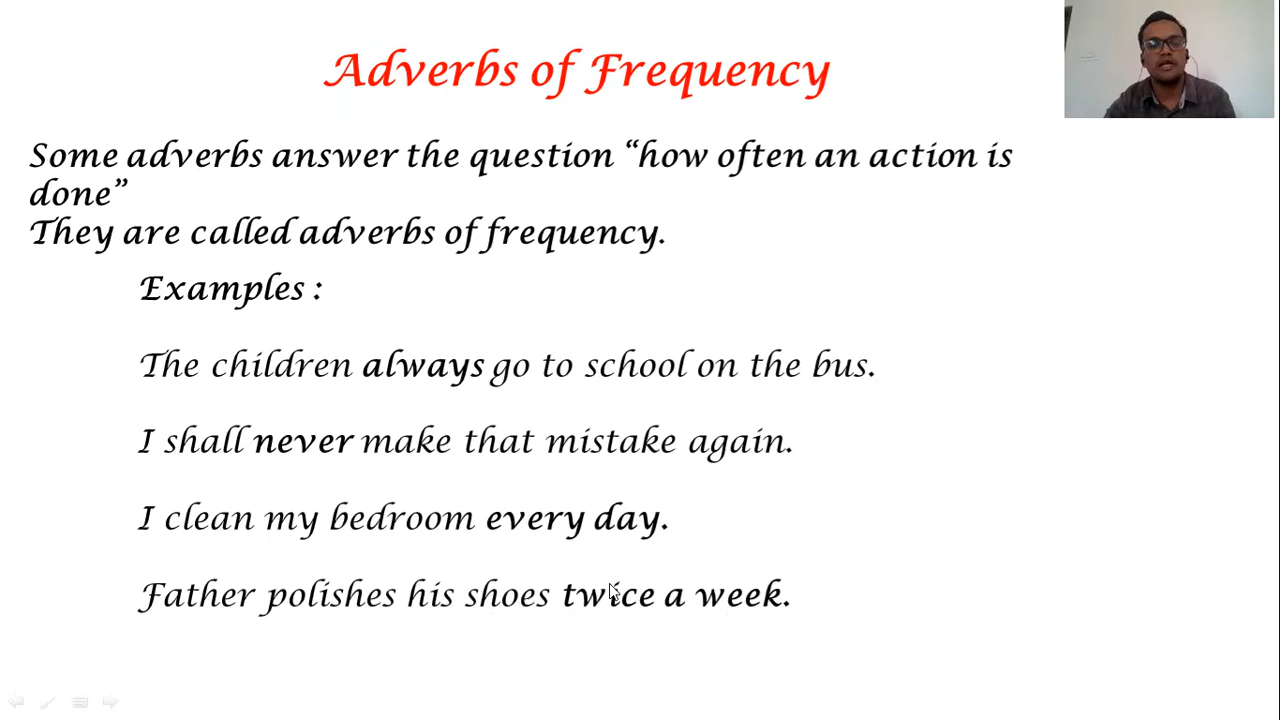 Adverbs of Frequency
Some adverbs answer the question “how often an action is
done”
They are called adverbs of frequency.
Examples :
The children always go to school on the bus.
I shall never make that mistake again.
I clean my bedroom every day.
Father polishes his shoes twice a week.